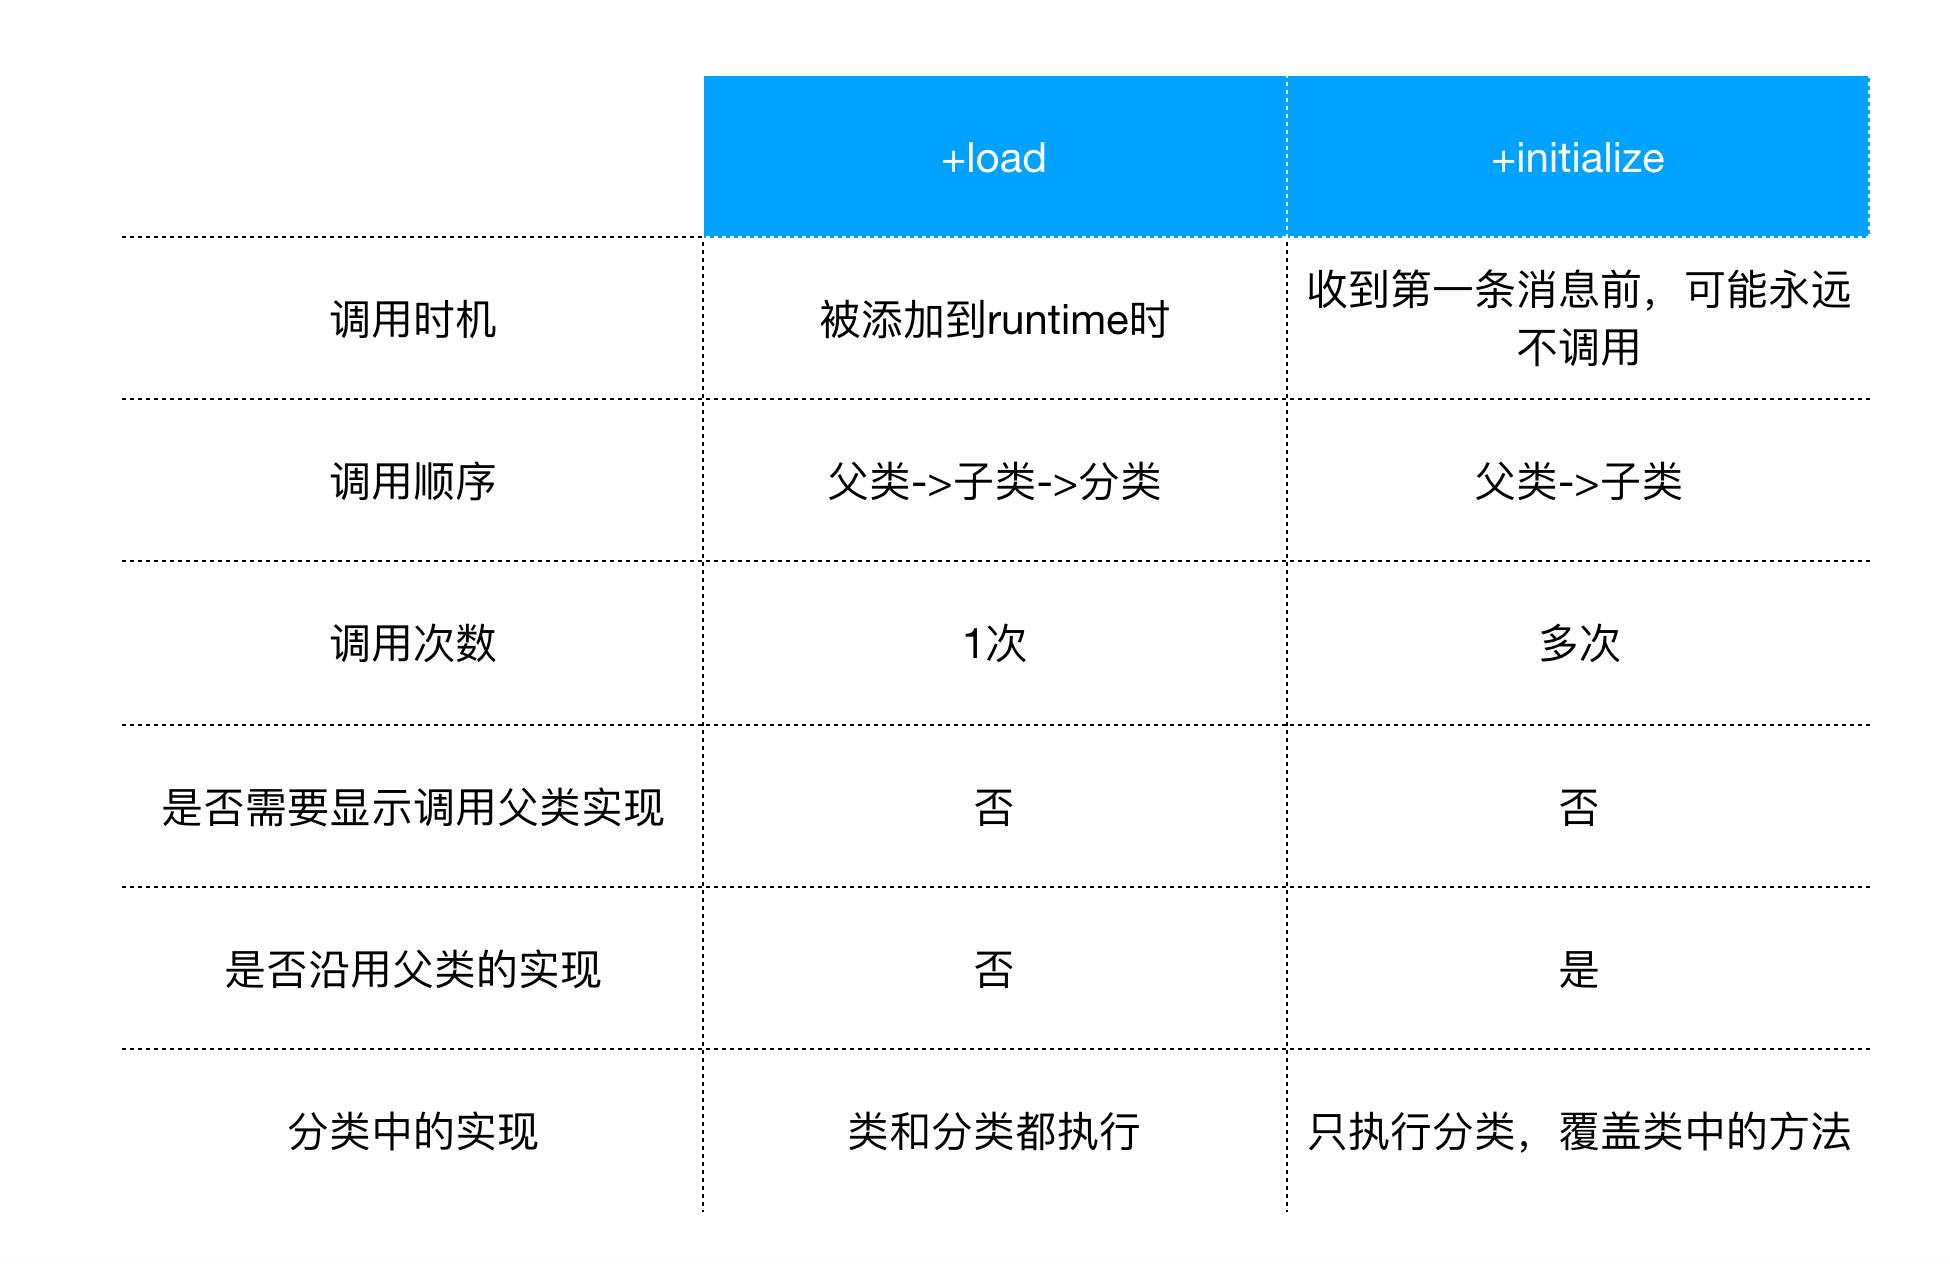 +load
+initialize
调用时机
被添加到runtime时
收到第一条消息前，可能永远
不调用
调用顺序
父类->子类->分类
父类->子类
调用次数
1次
多次
是否需要显示调用父类实现
否
否
是否沿用父类的实现
否
是
分类中的实现
类和分类都执行
只执行分类，覆盖类中的方法